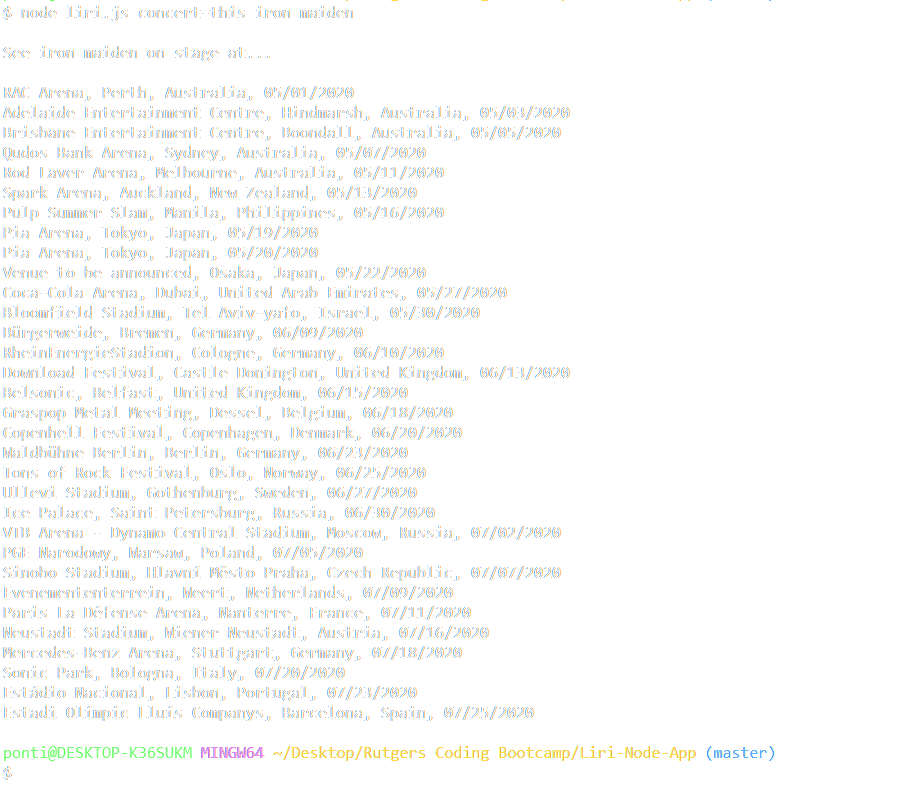 $ node liri.js concert-this iron maiden
See iron maiden on stage at...
RAC Arena, Perth, Australia, 05/01/2020
Adelaide Entertainment Centre, Hindmarsh, Australia, 05/03/2020
Brisbane Entertainment Centre, Boondall, Australia, 05/05/2020
Qudos Bank Arena, Sydney, Australia, 05/07/2020
Rod Laver Arena, Melbourne, Australia, 05/11/2020
Spark Arena, Auckland, New Zealand, 05/13/2020
Pulp Summer Slam, Manila, Philippines, 05/16/2020
Pia Arena, Tokyo, Japan, 05/19/2020
Pia Arena, Tokyo, Japan, 05/20/2020
Venue to be announced, Osaka, Japan, 05/22/2020
Coca-Cola Arena, Dubai, United Arab Emirates, 05/27/2020
Bloomfield Stadium, Tel Aviv-yafo, Israel, 05/30/2020
Bürgerweide, Bremen, Germany, 06/09/2020
RheinEnergieStadion, Cologne, Germany, 06/10/2020
Download Festival, Castle Donington, United Kingdom, 06/13/2020
Belsonic, Belfast, United Kingdom, 06/15/2020
Graspop Metal Meeting, Dessel, Belgium, 06/18/2020
Copenhell Festival, Copenhagen, Denmark, 06/20/2020
Waldbühne Berlin, Berlin, Germany, 06/23/2020
Tons of Rock Festival, Oslo, Norway, 06/25/2020
Ullevi Stadium, Gothenburg, Sweden, 06/27/2020
Ice Palace, Saint Petersburg, Russia, 06/30/2020
VTB Arena - Dynamo Central Stadium, Moscow, Russia, 07/02/2020
PGE Narodowy, Warsaw, Poland, 07/05/2020
Sinobo Stadium, Hlavní Město Praha, Czech Republic, 07/07/2020
Evenemententerrein, Weert, Netherlands, 07/09/2020
Paris La Défense Arena, Nanterre, France, 07/11/2020
Neustadt Stadium, Wiener Neustadt, Austria, 07/16/2020
Mercedes-Benz Arena, Stuttgart, Germany, 07/18/2020
Sonic Park, Bologna, Italy, 07/20/2020
Estádio Nacional, Lisbon, Portugal, 07/23/2020
Estadi Olímpic Lluís Companys, Barcelona, Spain, 07/25/2020
ponti@DESKTOP-K36SUKM MINGW64 ~/Desktop/Rutgers Coding Bootcamp/Liri-Node-App (master)
$